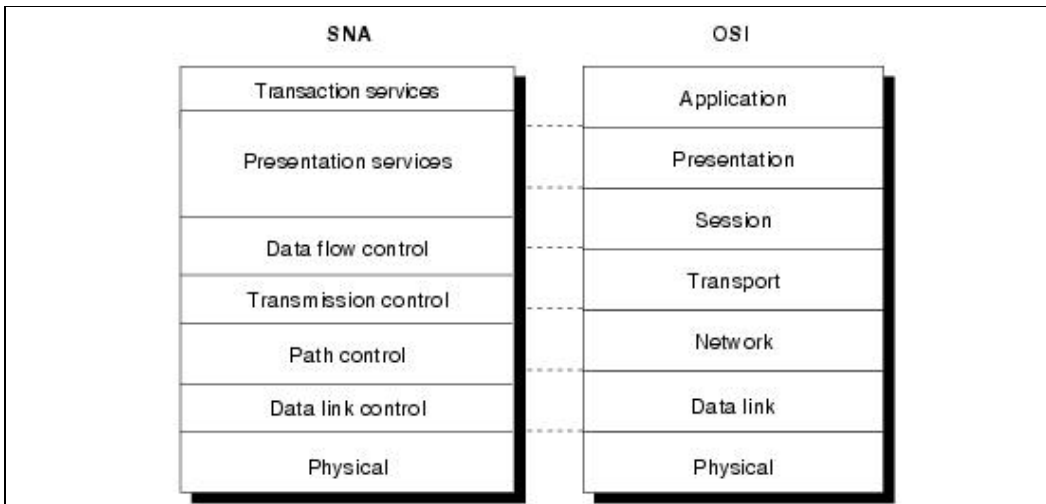 SNA
Transaction services
Presentation services
Data flow control
Transmission control
Path control
Data link control
Physical
OSI
Application
Presentation
Session
Transport
Network
Data link
Physical